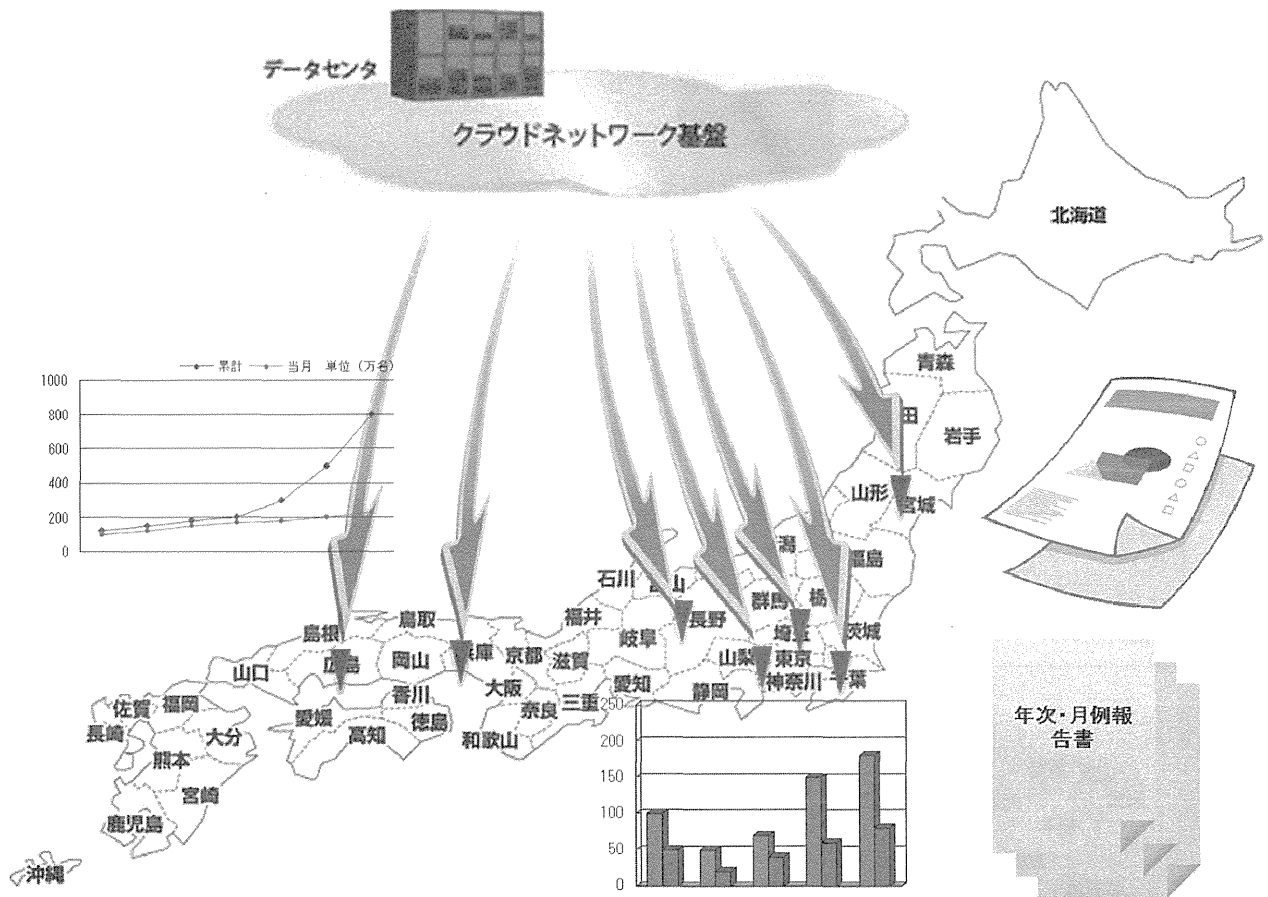 データセンタ
クラウドネットワーク基盤
北海道
累計 当月 単位（万名）
1000
800
600
400
200
0
青森
田
岩手
山形
宮城
潟
福島
石川
山
群馬
栃
福井
長野
鳥取
岐阜
埼玉
茨城
島根
広島
岡山
兵庫
京都
滋賀
山梨
東京
山口
香川
大阪
愛知
静岡
神奈川
千葉
佐賀
福岡
愛媛
徳島
奈良
三重
長崎
大分
高知
和歌山
熊本
宮崎
鹿児島
沖縄
250
200
150
100
50
0
年次・月例報
告書